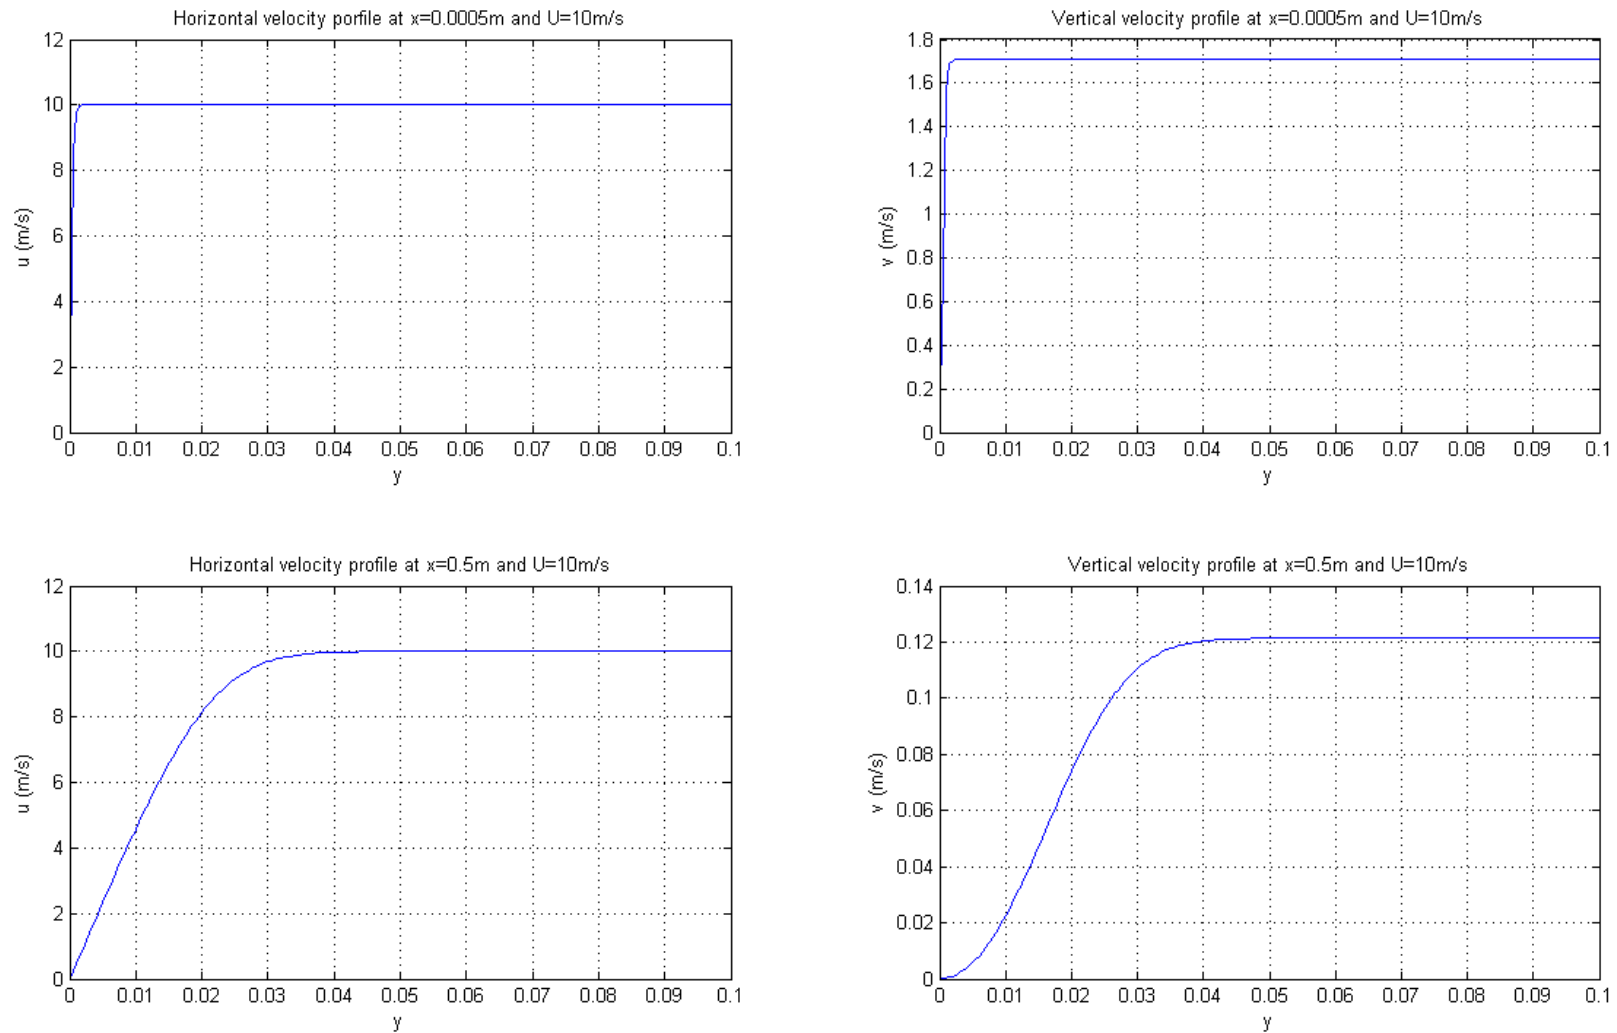 Horizontal velocity porfile at x=0.0005m and U=10m/s
12
10
8
6
4
2
0
u (m/s)
0 0.01 0.02 0.03 0.04 0.05 0.06 0.07 0.08 0.09 0.1
y
Vertical velocity profile at x=0.0005m and U=10m/s
1.8
1.6
1.4
1.2
1
0.8
0.6
0.4
0.2
0
v (m/s)
0 0.01 0.02 0.03 0.04 0.05 0.06 0.07 0.08 0.09 0.1
y
Horizontal velocity profile at x=0.5m and U=10m/s
12
10
8
6
4
2
0
u (m/s)
0 0.01 0.02 0.03 0.04 0.05 0.06 0.07 0.08 0.09 0.1
y
Vertical velocity profile at x=0.5m and U=10m/s
0.14
0.12
0.1
0.08
0.06
0.04
0.02
0
v (m/s)
0 0.01 0.02 0.03 0.04 0.05 0.06 0.07 0.08 0.09 0.1
y